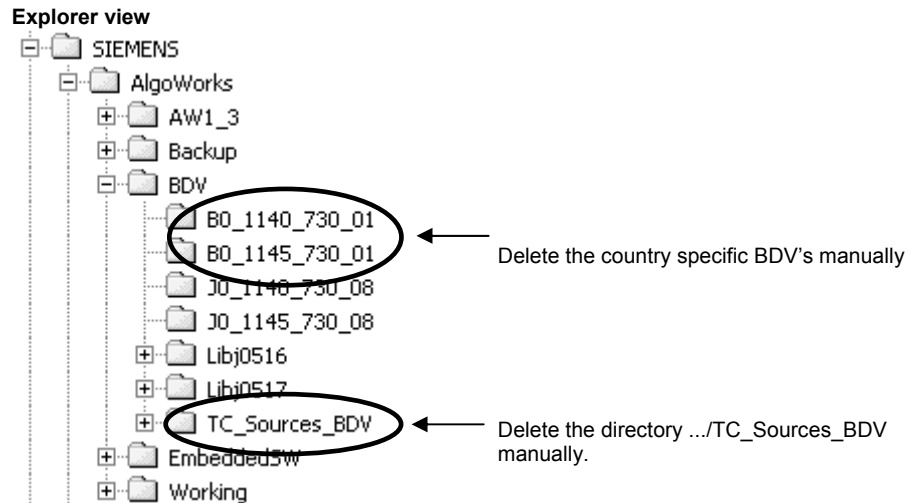 Explorer view
SIEMENS
AlgoWorks
AW1_3
Backup
BDV
B0_1140_730_01
B0_1145_730_01
Delete the country specific BDV's manually
J0_1140_730_08
J0_1145_730_08
Libj0516
Libj0517
TC_Sources_BDV
Delete the directory .../TC_Sources_BDV
manually.
EmbeddedSW
Working